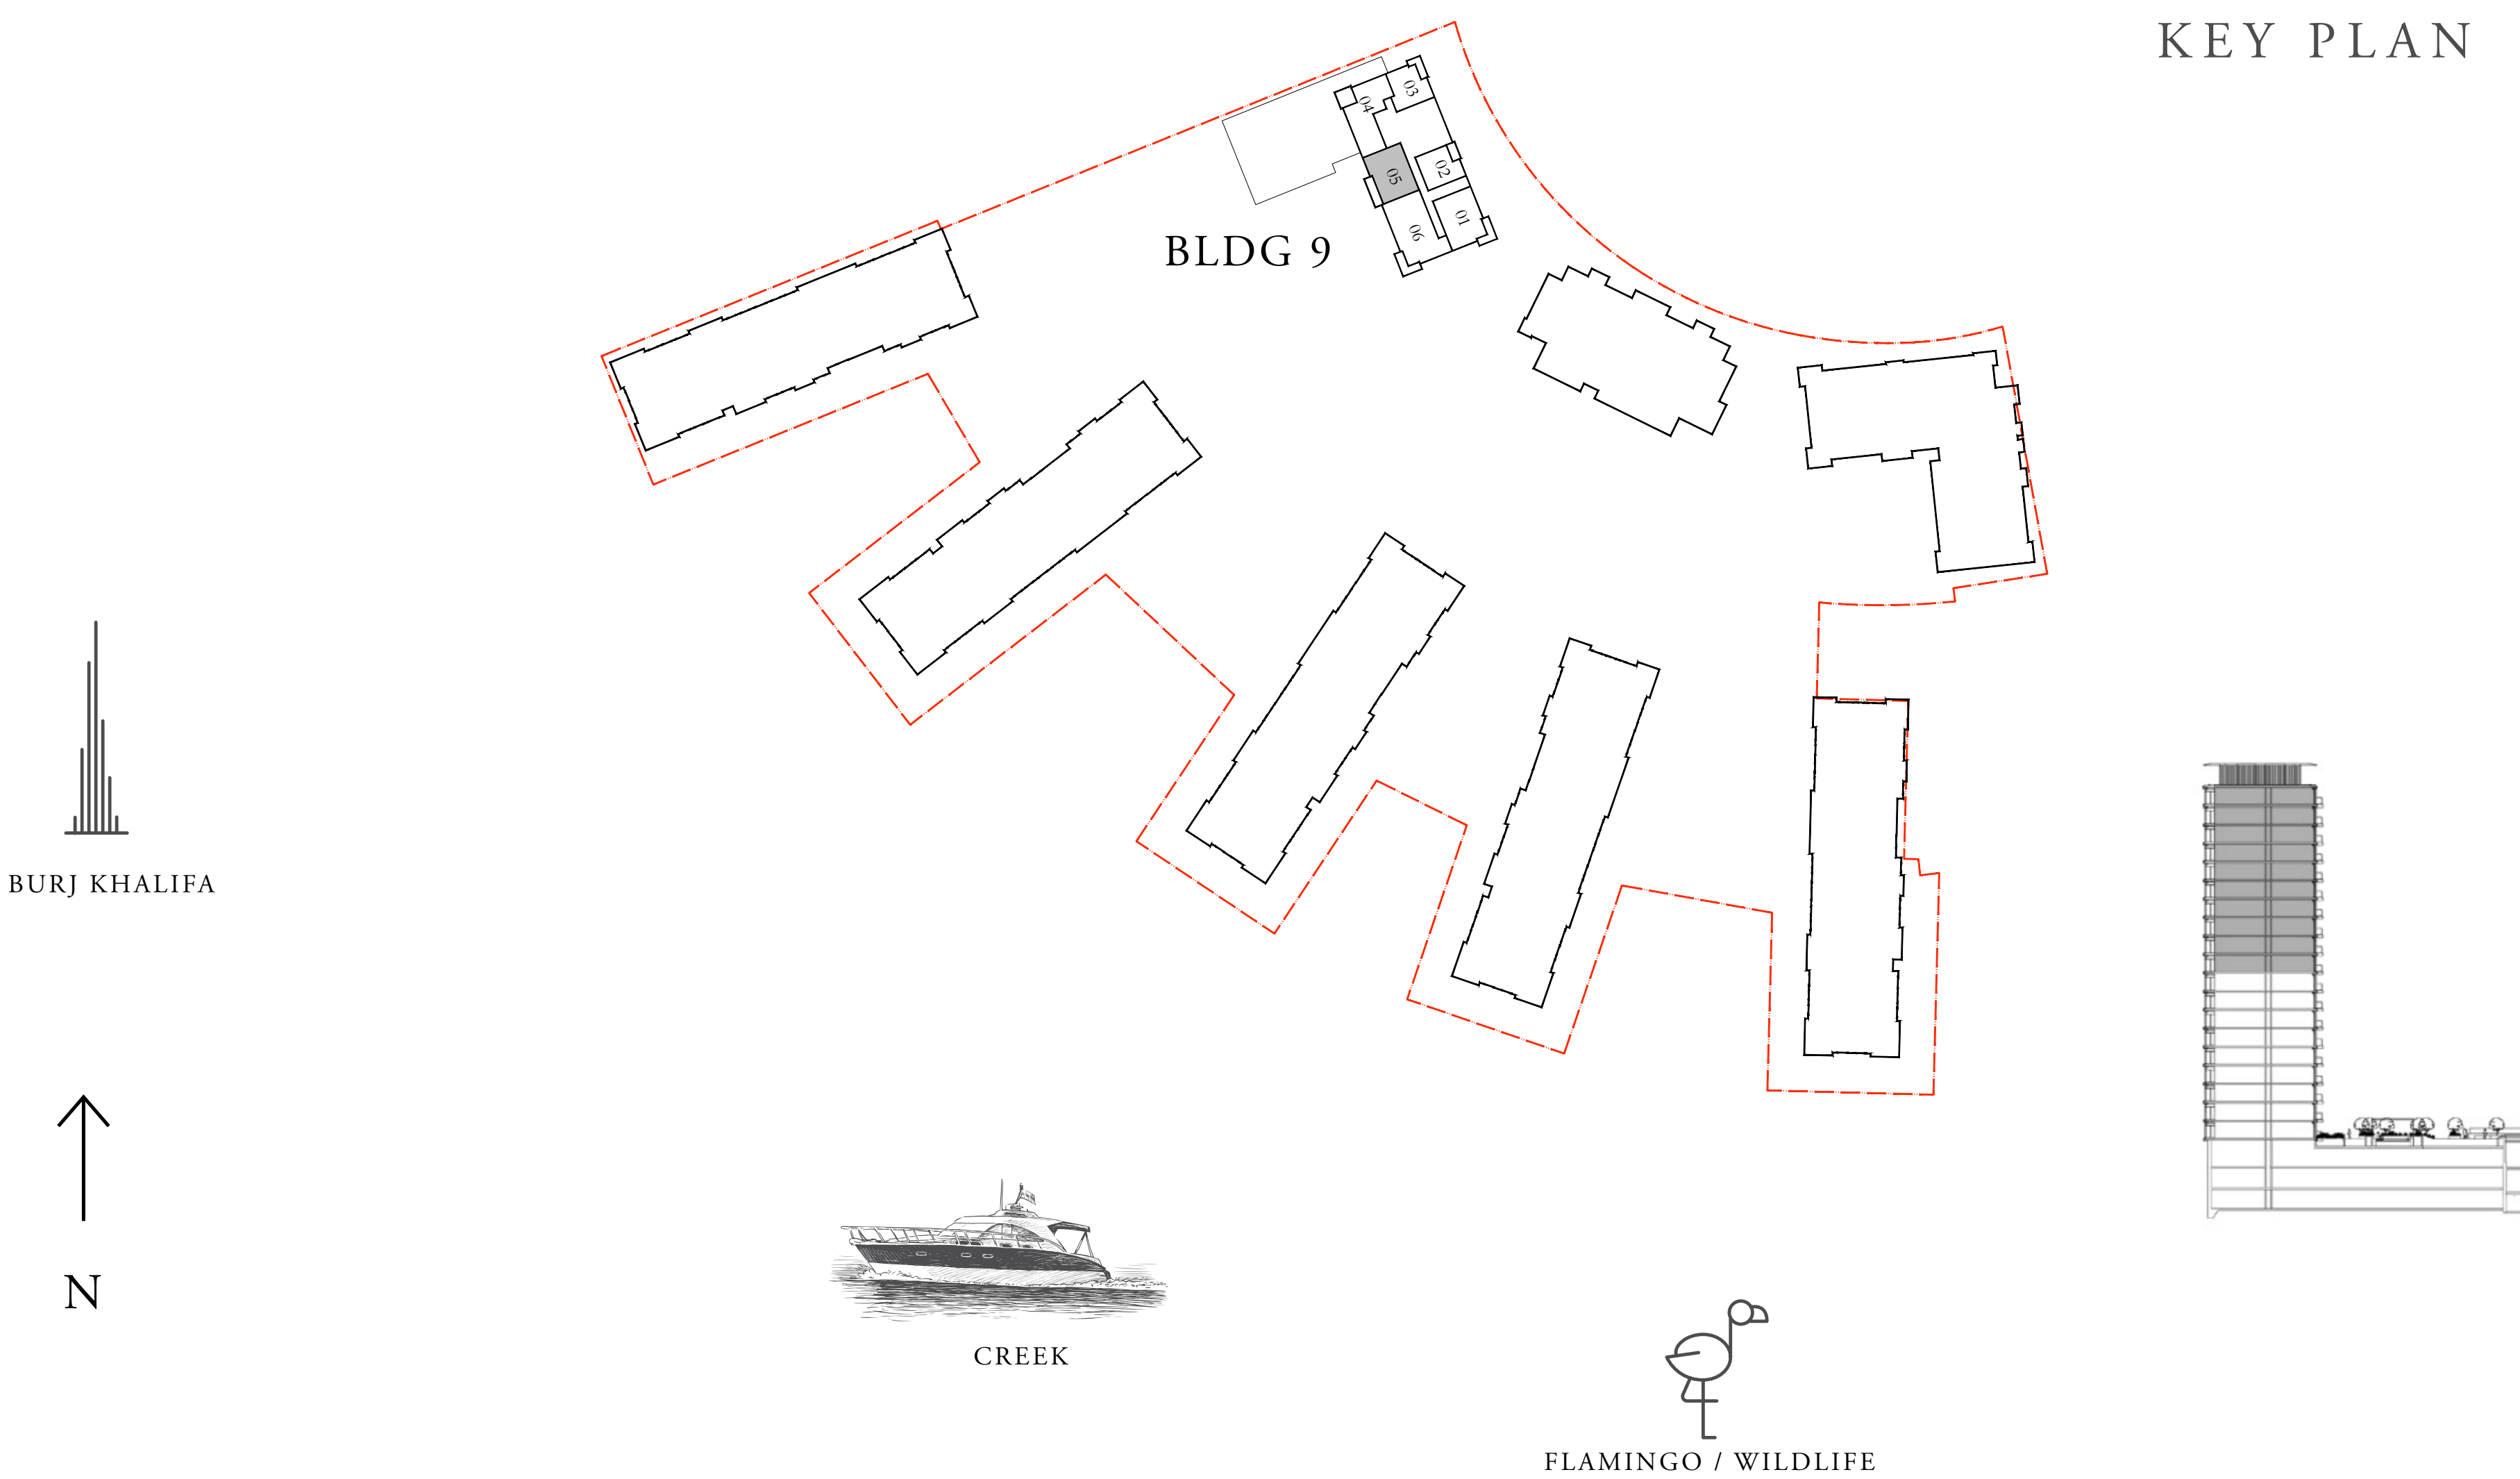 KEY PLAN
03
04
02
05
01
06
BLDG 9
BURJ KHALIFA
N
CREEK
FLAMINGO / WILDLIFE